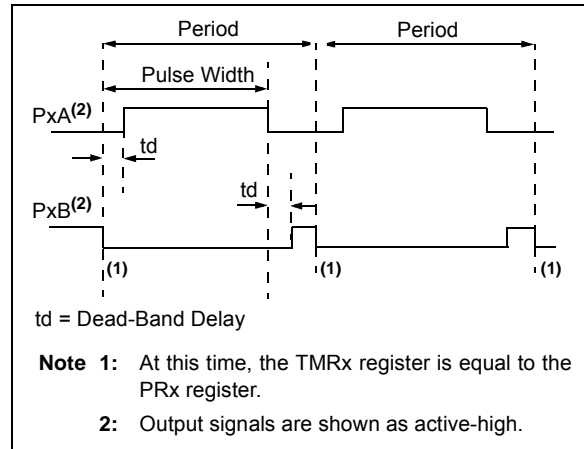 Period Period
Pulse Width
PxA(2)
td
td
PxB(2)
(1) (1) (1)
td = Dead-Band Delay
Note 1: At this time, the TMRx register is equal to the
PRx register.
2: Output signals are shown as active-high.